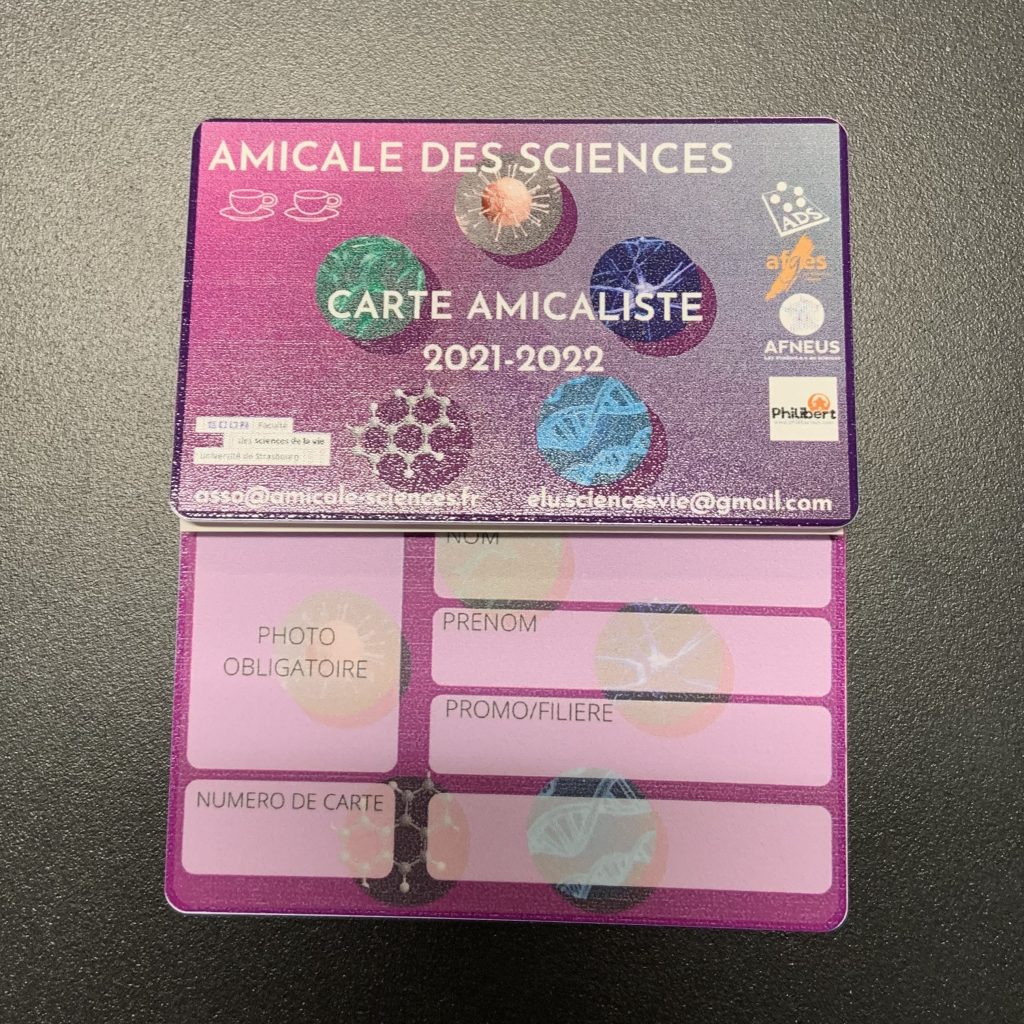 AMICALE DES SCIENCES
ADS
afges
CARTE AMICALISTE
2021-2022
AFNEUS
Philibert
Faculté
des sciences de la vie
Université de Strasbourg
asso@amicale-sciences.fr
elu.sciencesvie@gmail.com
NOM
PHOTO
OBLIGATOIRE
PRENOM
PROMO/FILIERE
NUMERO DE CARTE